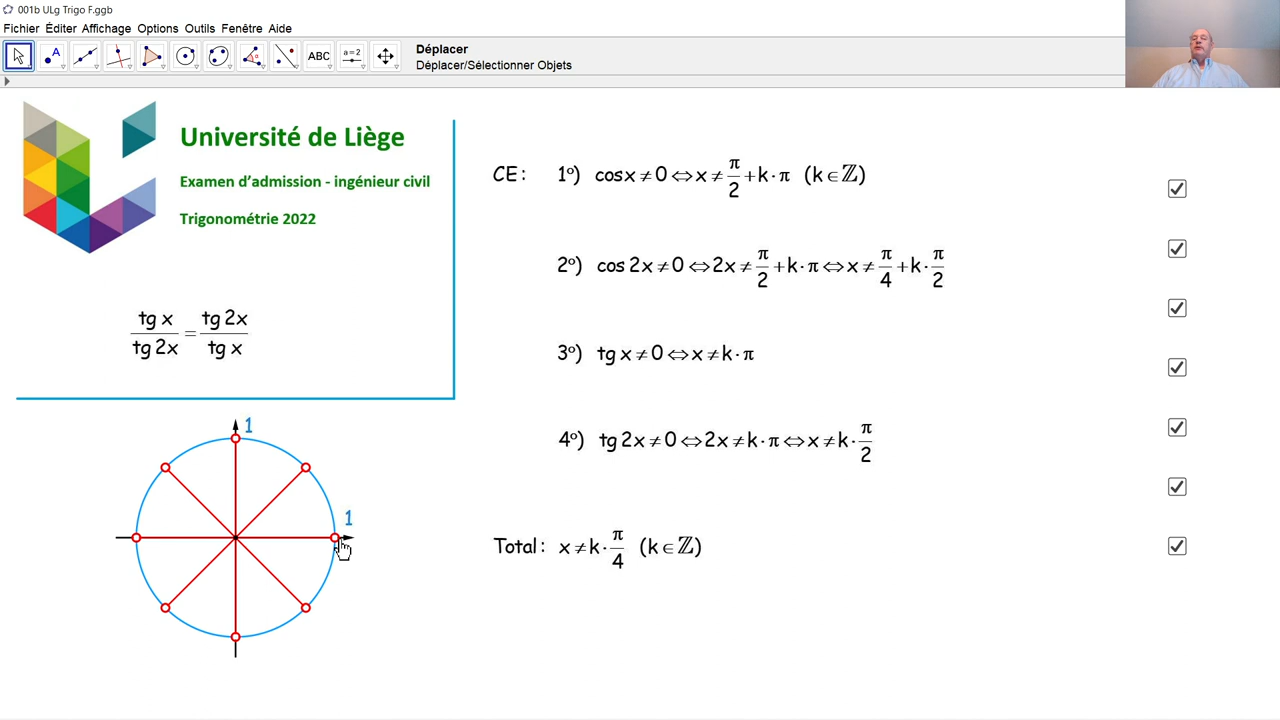 001b ULg Trigo F.ggb
Fichier Éditer Affichage Options Outils Fenêtre Aide
A
ABC
a=2
Déplacer
Déplacer/Sélectionner Objets
Université de Liège
Examen d'admission - ingénieur civil
Trigonométrie 2022
tg x / tg 2x = tg 2x / tg x
1
1
CE : 1°) cos x ≠ 0 ⇔ x ≠ π/2 + k · π (k ∈ ℤ)
2°) cos 2x ≠ 0 ⇔ 2x ≠ π/2 + k · π ⇔ x ≠ π/4 + k · π/2
3°) tg x ≠ 0 ⇔ x ≠ k · π
4°) tg 2x ≠ 0 ⇔ 2x ≠ k · π ⇔ x ≠ k · π/2
Total : x ≠ k · π/4 (k ∈ ℤ)